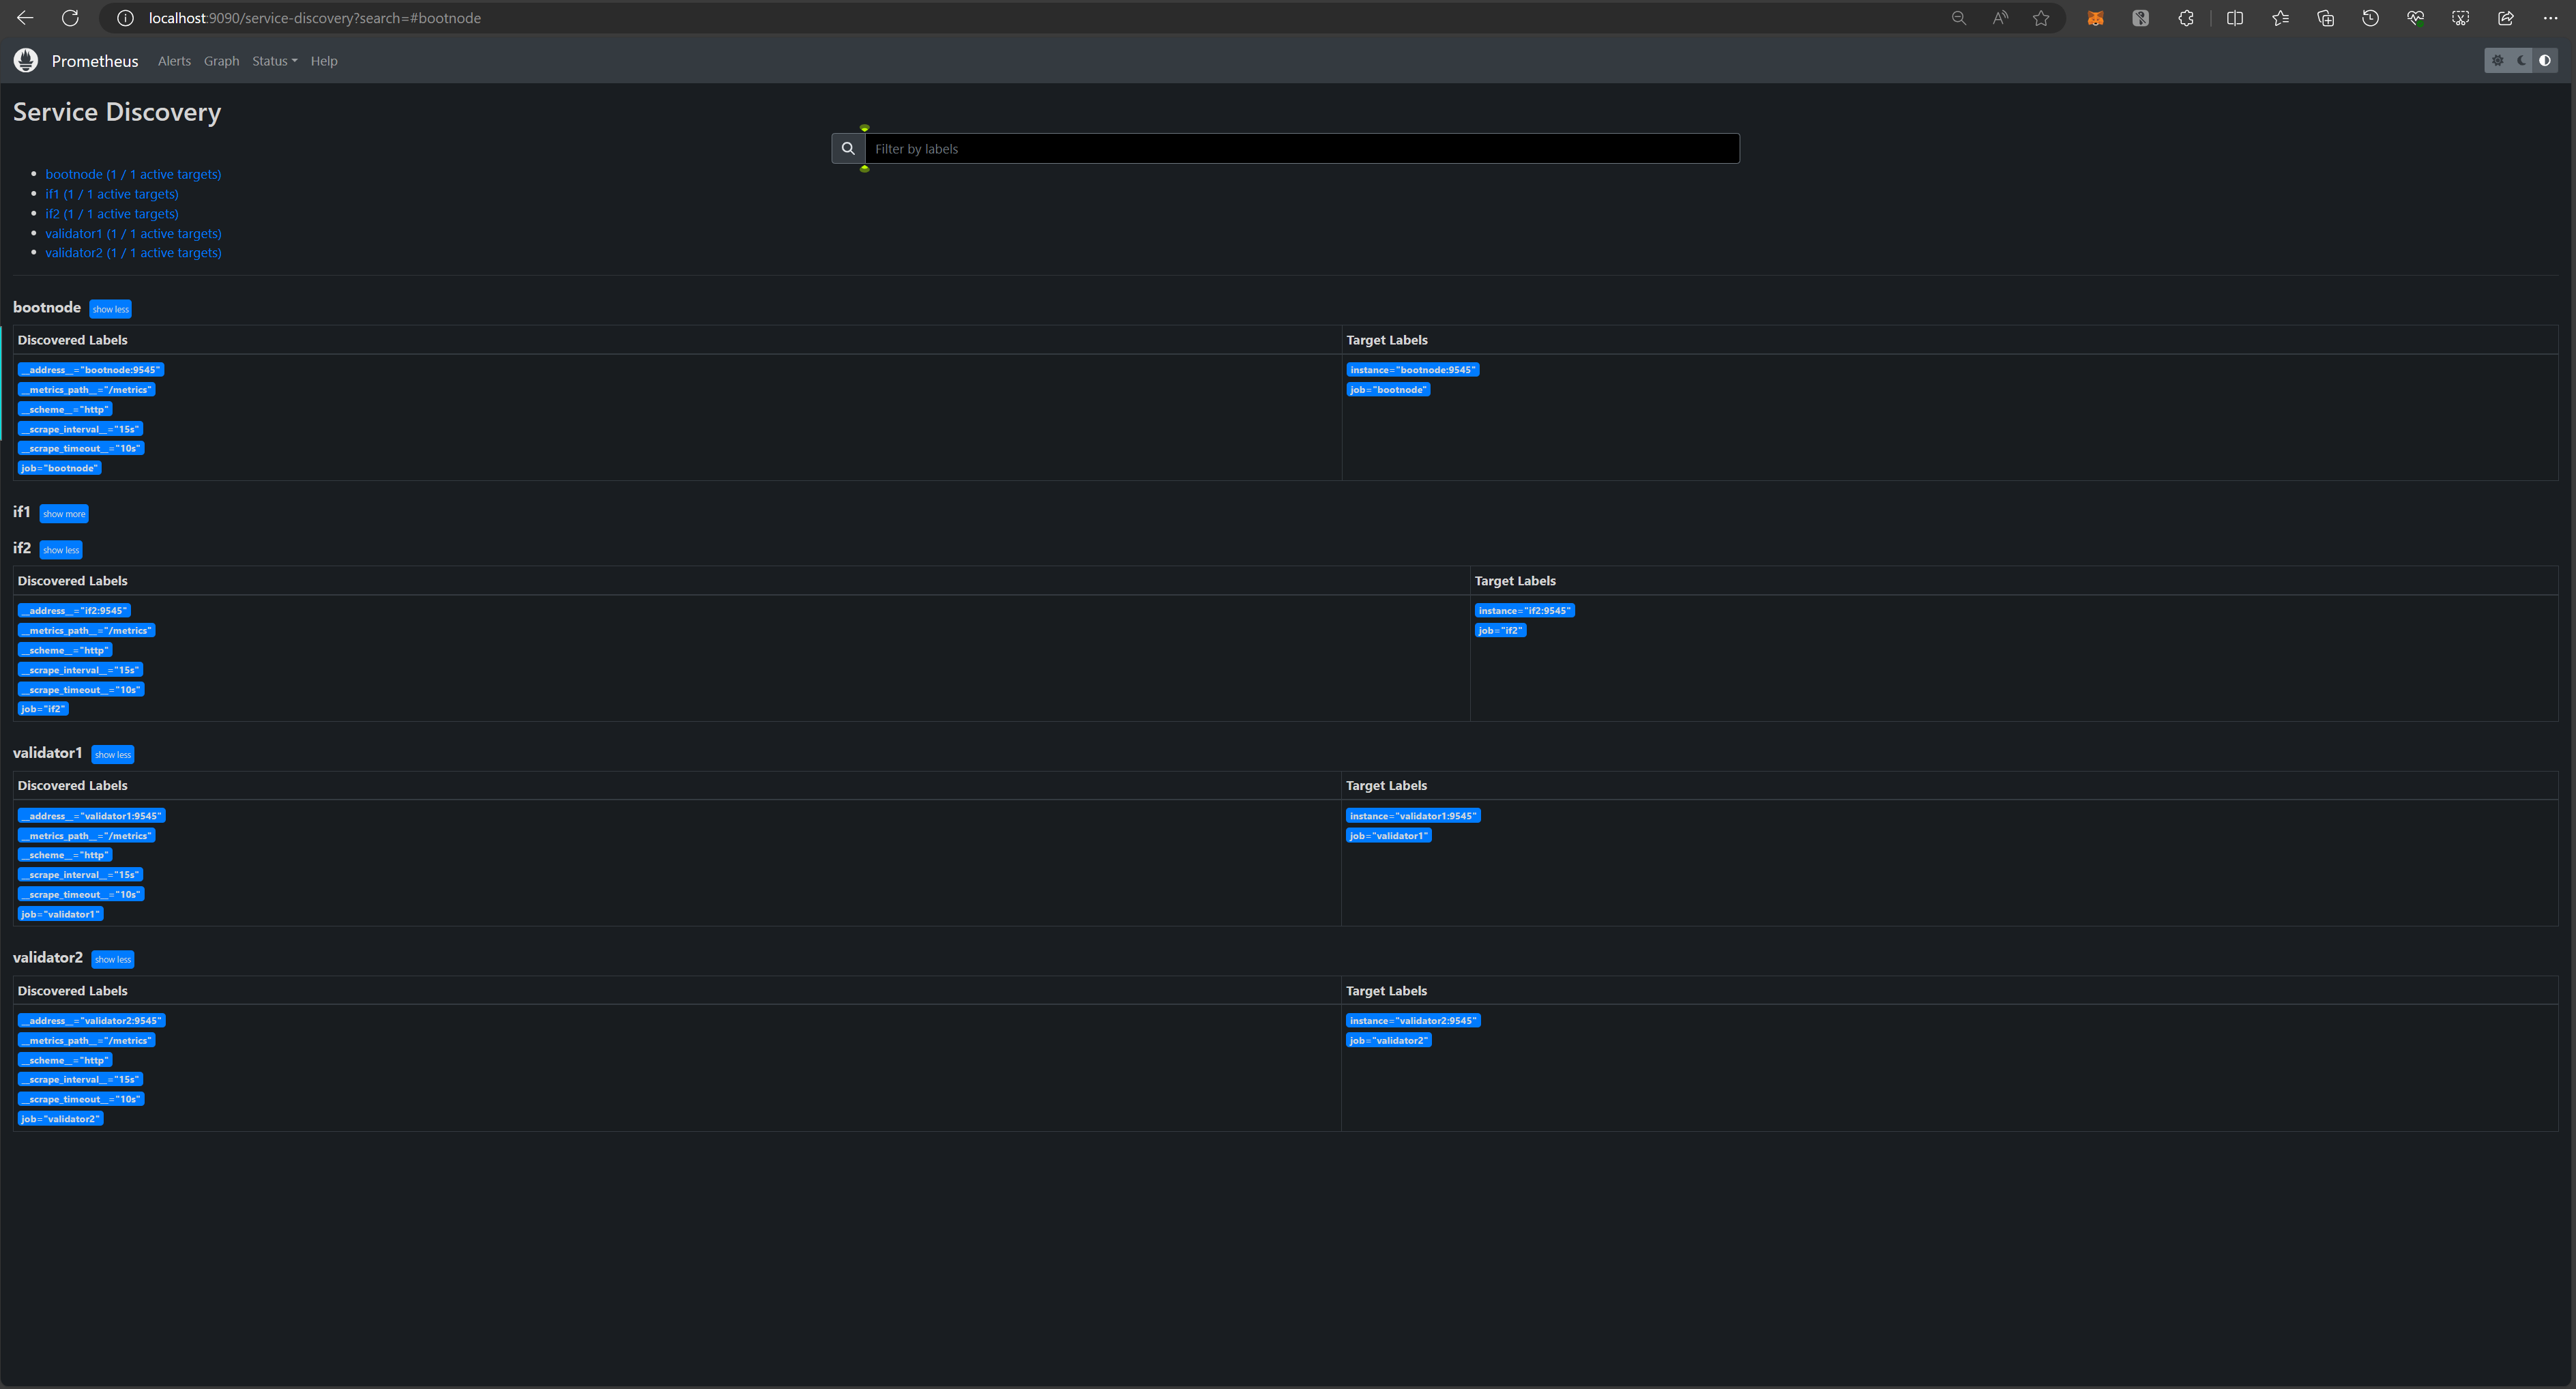 localhost:9090/service-discovery?search=#bootnode
Prometheus Alerts Graph Status Help
Service Discovery
Filter by labels
bootnode (1 / 1 active targets)
if1 (1 / 1 active targets)
if2 (1 / 1 active targets)
validator1 (1 / 1 active targets)
validator2 (1 / 1 active targets)
bootnode show less
Discovered Labels Target Labels
__address__="bootnode:9545" instance="bootnode:9545"
__metrics_path__="/metrics" job="bootnode"
__scheme__="http"
__scrape_interval__="15s"
__scrape_timeout__="10s"
job="bootnode"
if1 show more
if2 show less
Discovered Labels Target Labels
__address__="if2:9545" instance="if2:9545"
__metrics_path__="/metrics" job="if2"
__scheme__="http"
__scrape_interval__="15s"
__scrape_timeout__="10s"
job="if2"
validator1 show less
Discovered Labels Target Labels
__address__="validator1:9545" instance="validator1:9545"
__metrics_path__="/metrics" job="validator1"
__scheme__="http"
__scrape_interval__="15s"
__scrape_timeout__="10s"
job="validator1"
validator2 show less
Discovered Labels Target Labels
__address__="validator2:9545" instance="validator2:9545"
__metrics_path__="/metrics" job="validator2"
__scheme__="http"
__scrape_interval__="15s"
__scrape_timeout__="10s"
job="validator2"